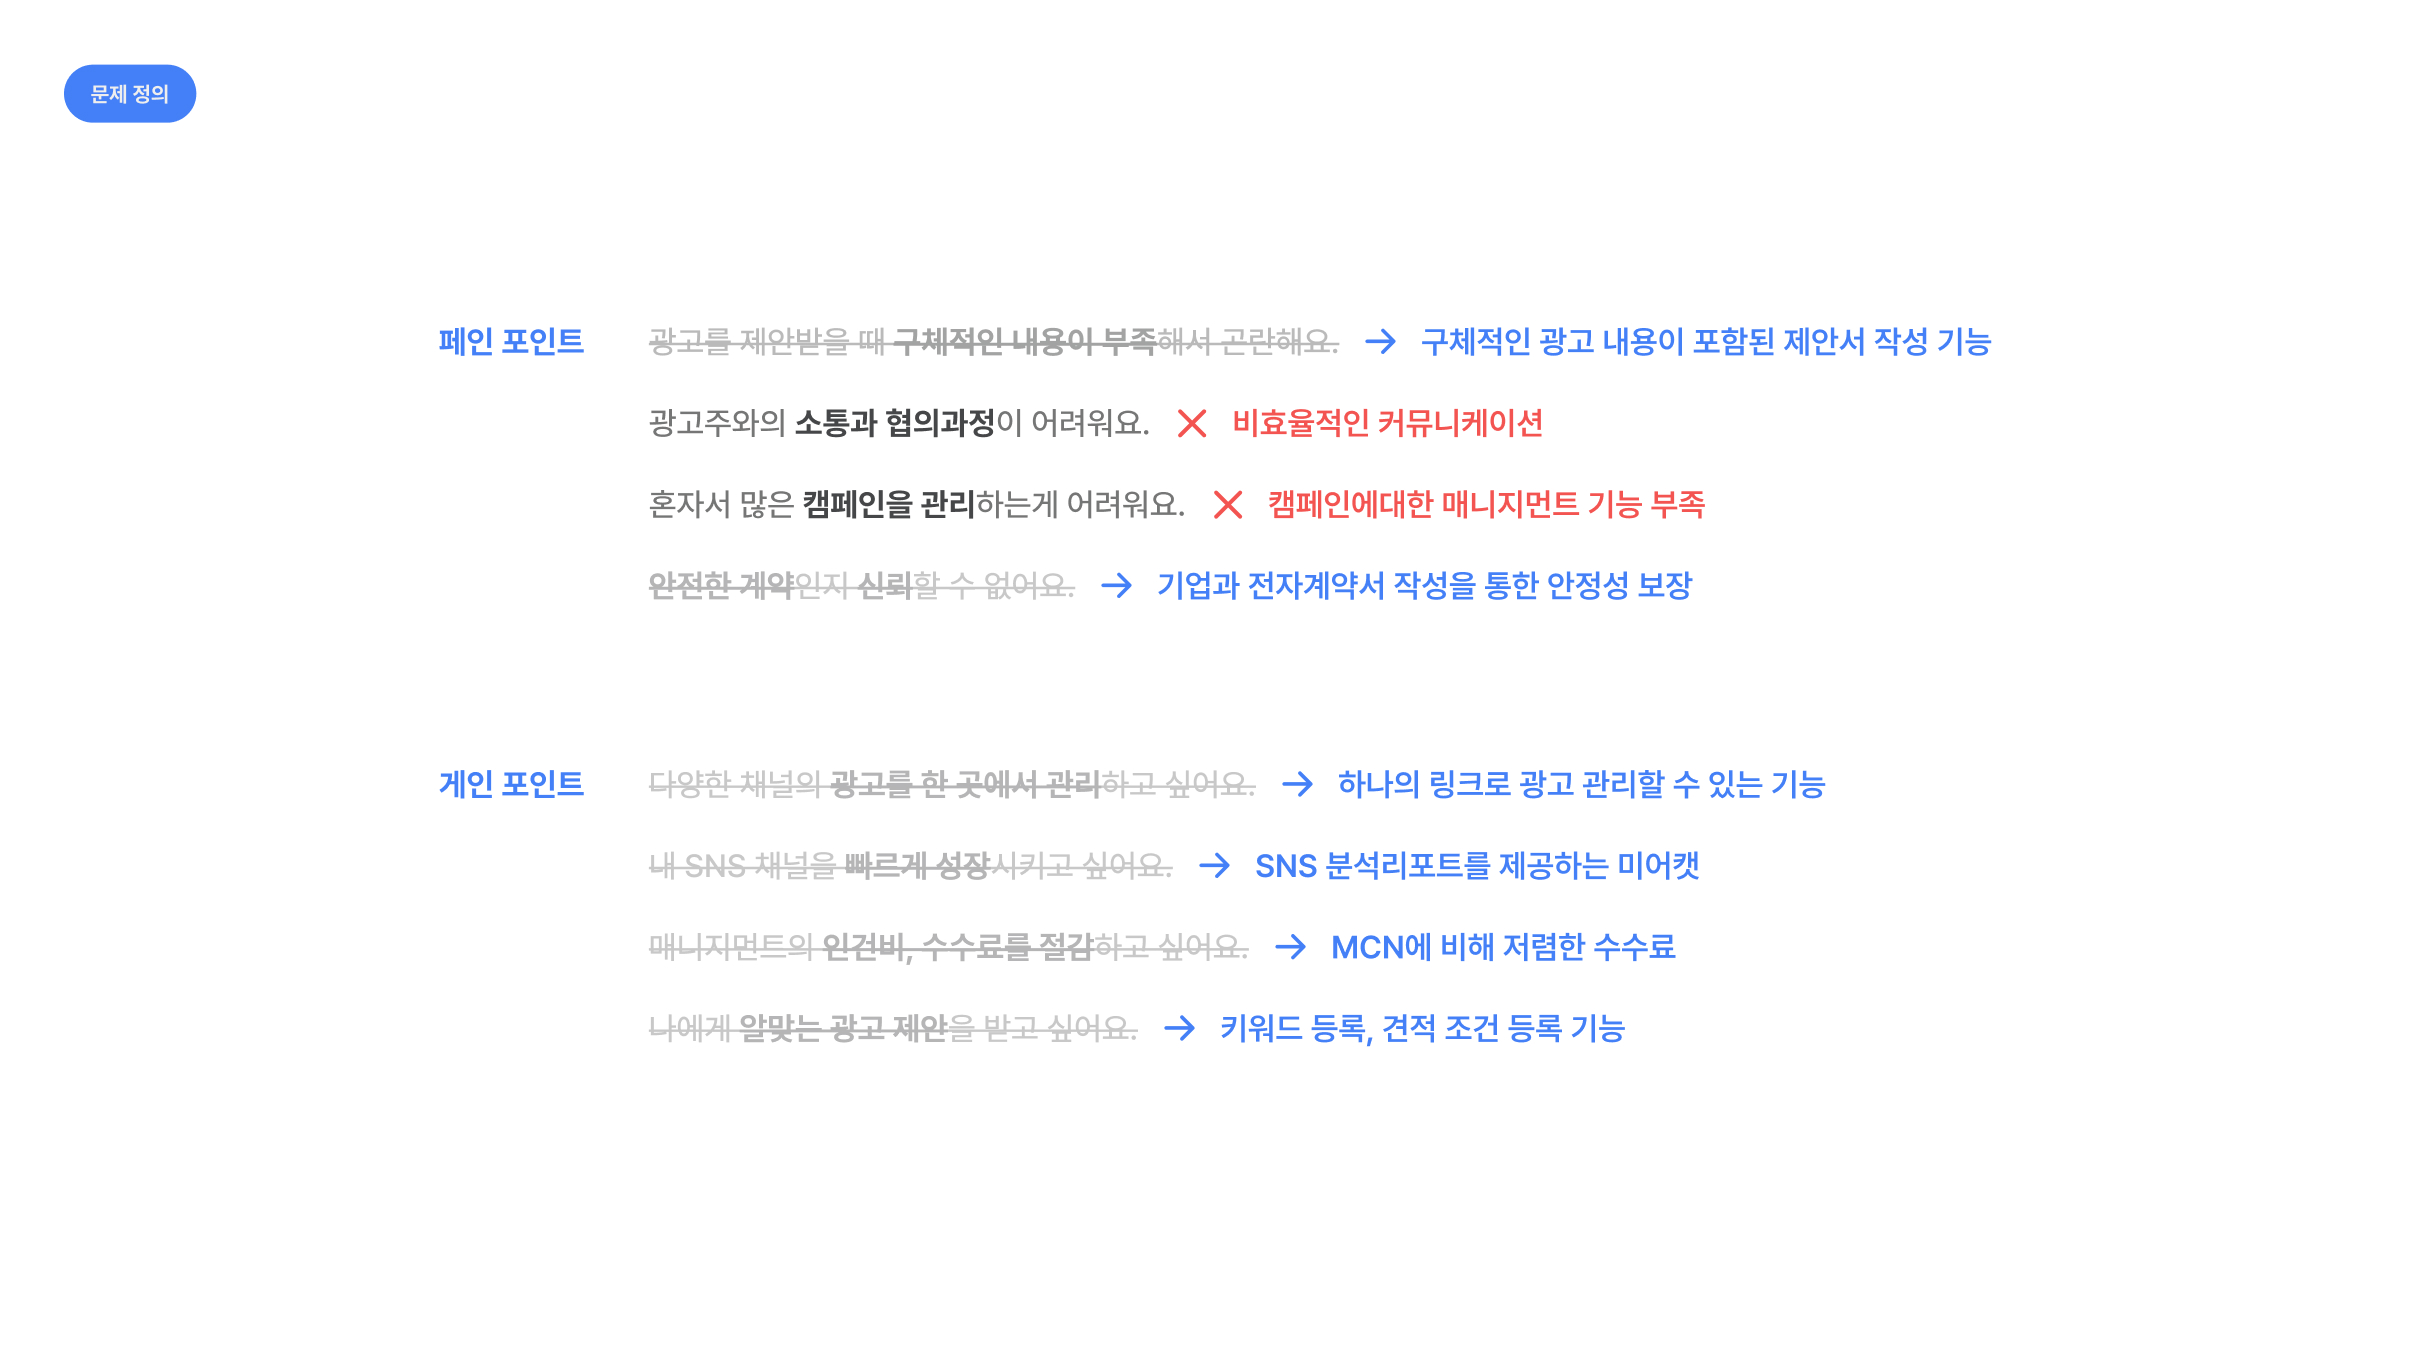 문제 정의
페인 포인트 광고를 제안받을 때 구체적인 내용이 부족해서 곤란해요. → 구체적인 광고 내용이 포함된 제안서 작성 기능
광고주와의 소통과 협의과정이 어려워요. ✕ 비효율적인 커뮤니케이션
혼자서 많은 캠페인을 관리하는게 어려워요. ✕ 캠페인에대한 매니지먼트 기능 부족
안전한 계약인지 신뢰할 수 없어요. → 기업과 전자계약서 작성을 통한 안정성 보장
게인 포인트 다양한 채널의 광고를 한 곳에서 관리하고 싶어요. → 하나의 링크로 광고 관리할 수 있는 기능
내 SNS 채널을 빠르게 성장시키고 싶어요. → SNS 분석리포트를 제공하는 미어캣
매니지먼트의 인건비, 수수료를 절감하고 싶어요. → MCN에 비해 저렴한 수수료
나에게 알맞는 광고 제안을 받고 싶어요. → 키워드 등록, 견적 조건 등록 기능